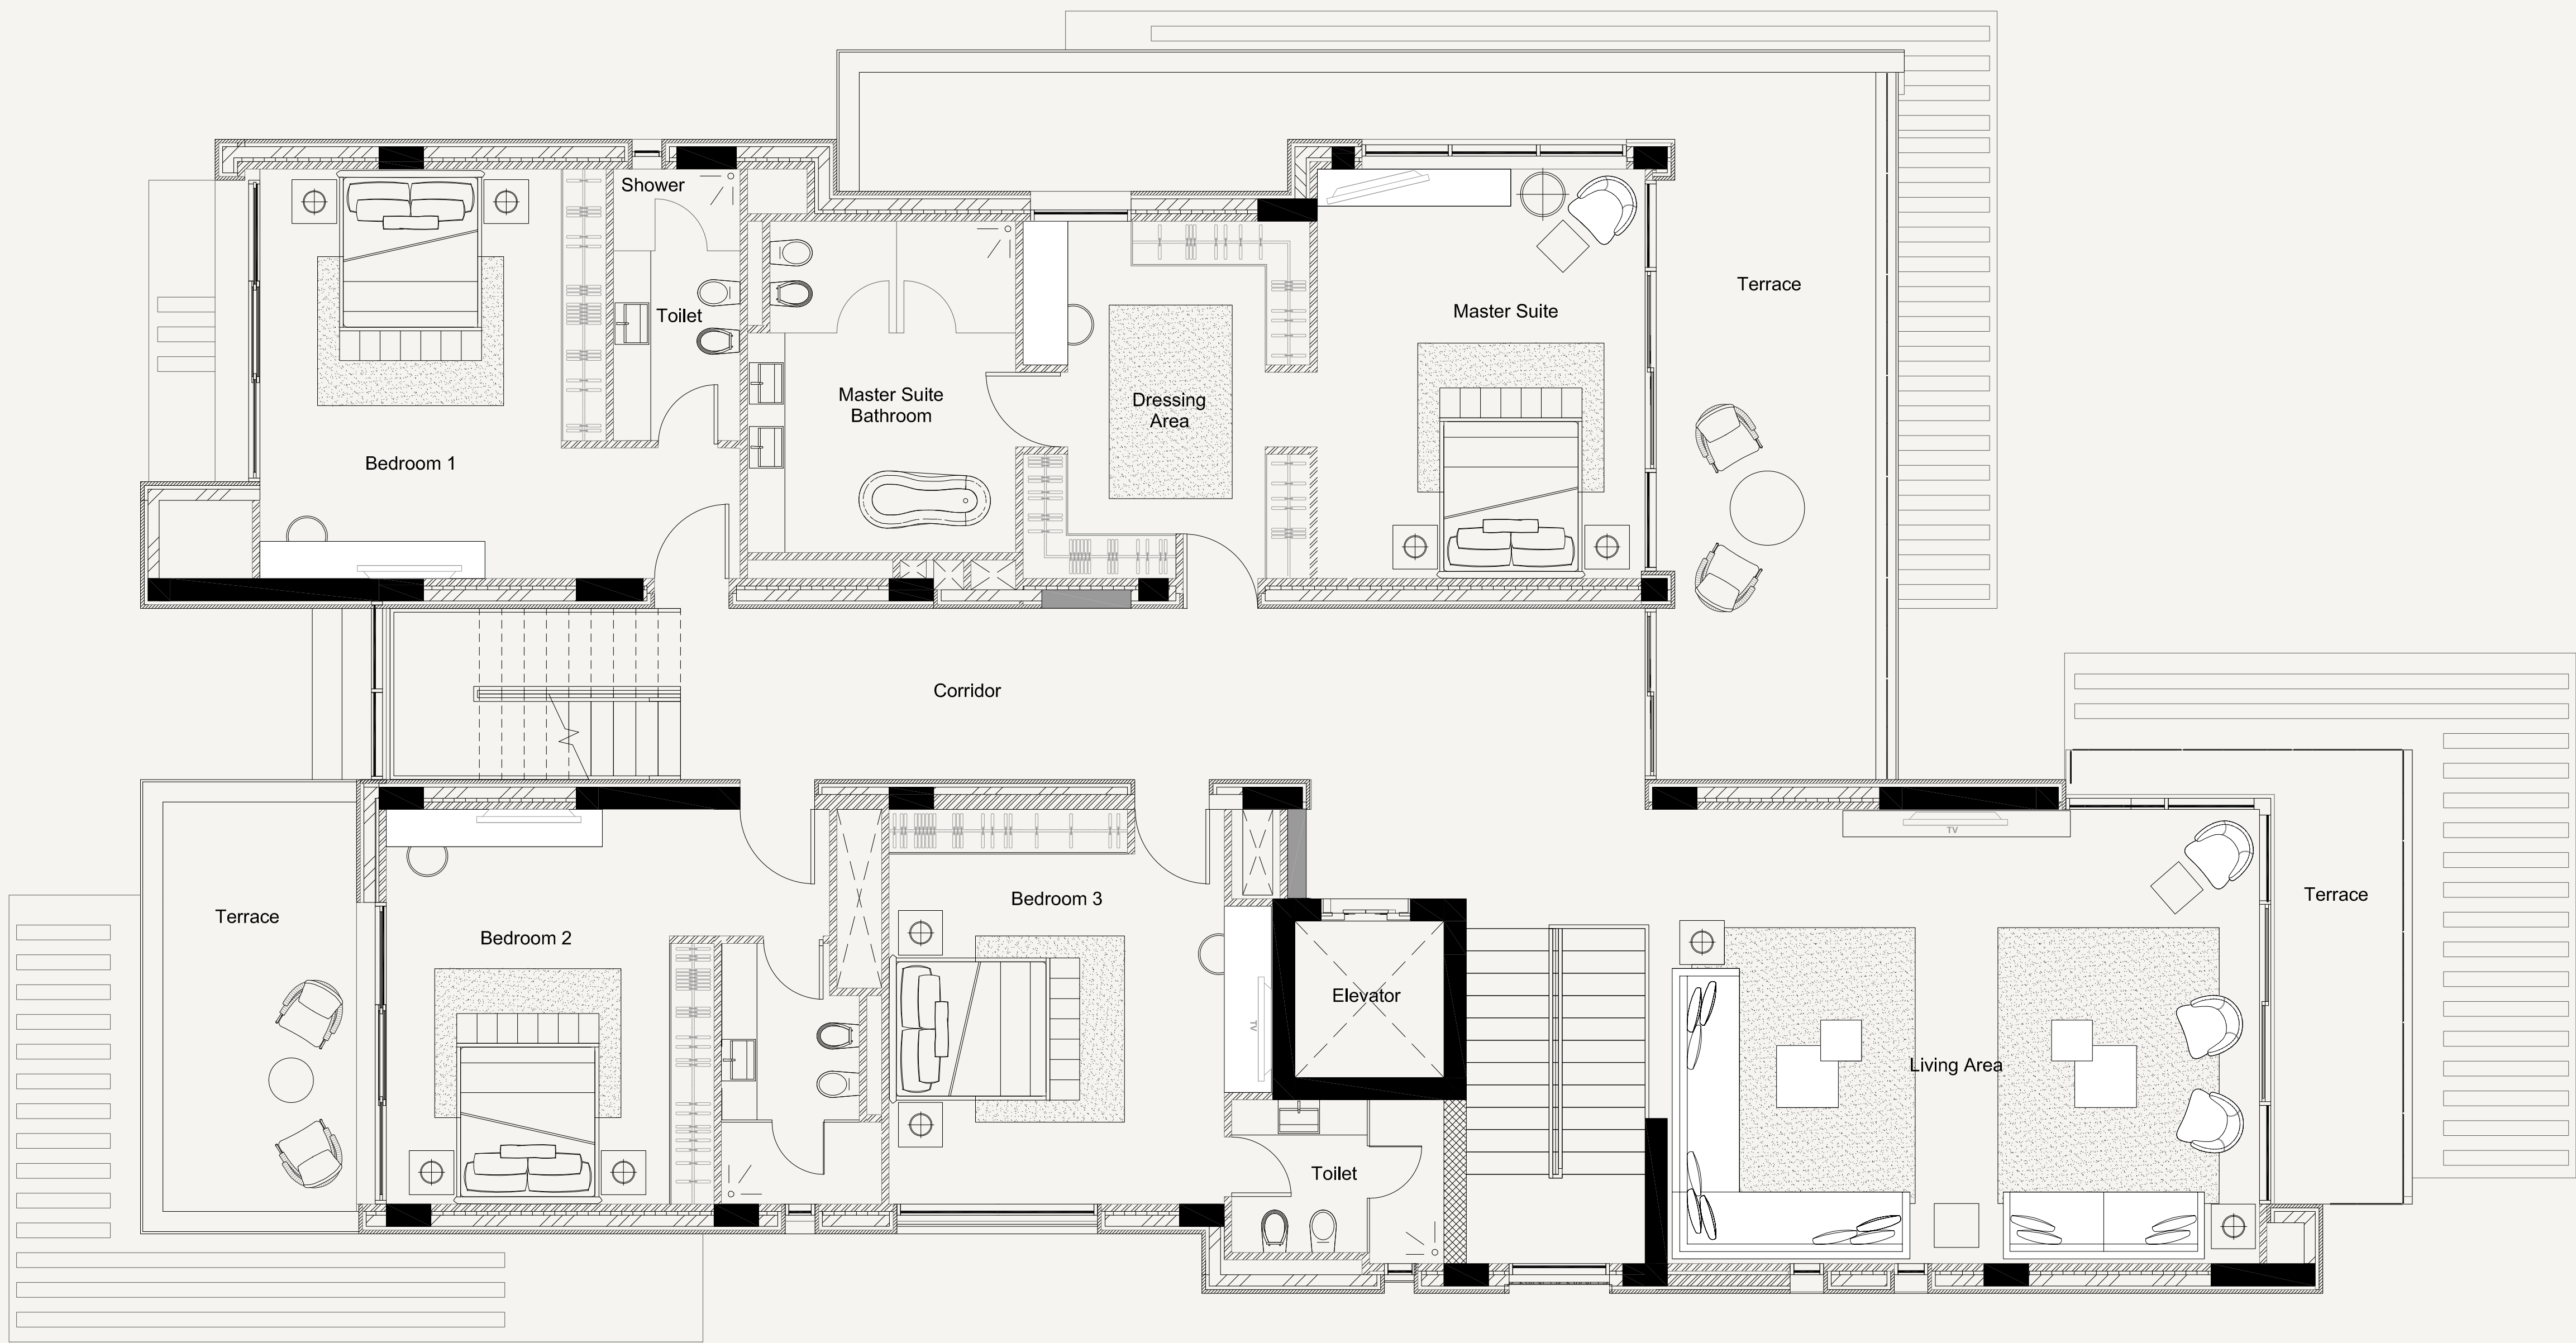 Shower
Terrace
Master Suite
Toilet
Master Suite
Bathroom
Dressing
Area
Bedroom 1
Corridor
TV
Terrace
Bedroom 3
Terrace
Bedroom 2
Elevator
TV
Living Area
Toilet